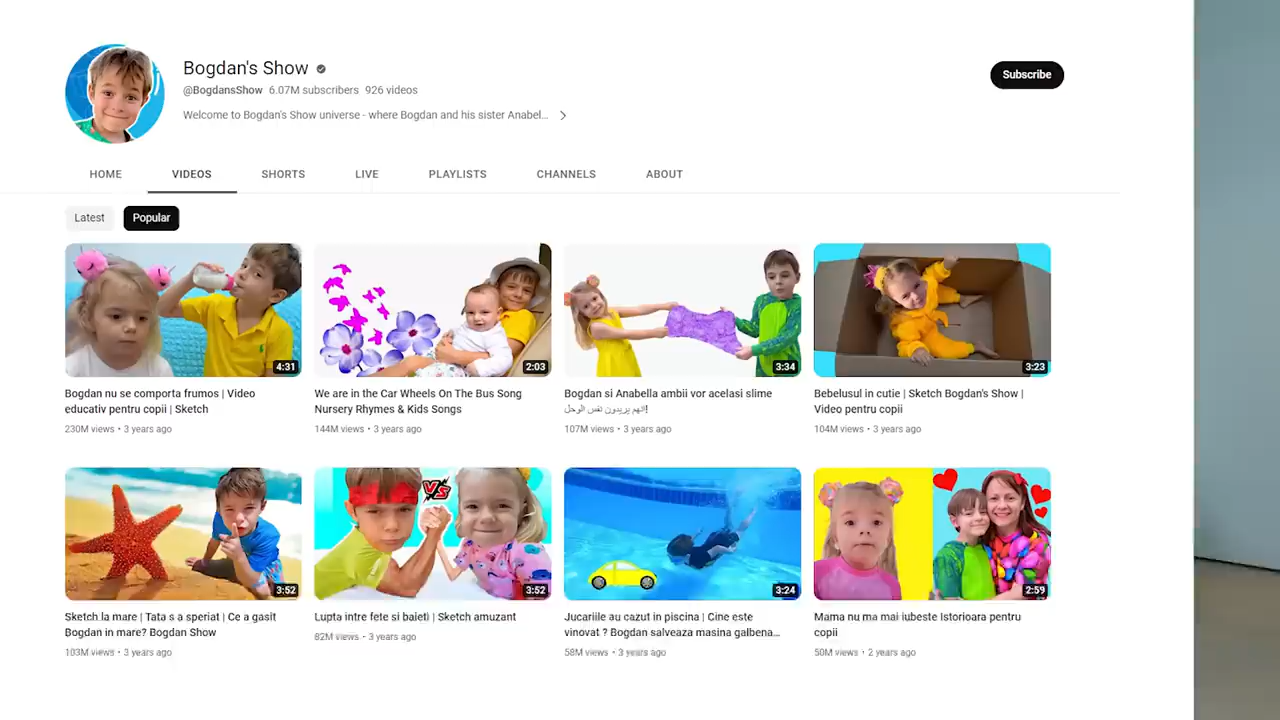 Bogdan's Show
Subscribe
@BogdansShow 6.07M subscribers 926 videos
Welcome to Bogdan's Show universe - where Bogdan and his sister Anabel...
HOME VIDEOS SHORTS LIVE PLAYLISTS CHANNELS ABOUT
Latest Popular
4:31
2:03
3:34
3:23
Bogdan nu se comporta frumos | Video
educativ pentru copii | Sketch
230M views • 3 years ago
We are in the Car Wheels On The Bus Song
Nursery Rhymes & Kids Songs
144M views • 3 years ago
Bogdan si Anabella ambii vor acelasi slime
انهم يريدون نفس الوحل!
107M views • 3 years ago
Bebelusul in cutie | Sketch Bogdan's Show |
Video pentru copii
104M views • 3 years ago
3:52
VS
3:52
3:24
2:59
Sketch la mare | Tata s a speriat | Ce a gasit
Bogdan in mare? Bogdan Show
103M views • 3 years ago
Lupta intre fete si baieti | Sketch amuzant
82M views • 3 years ago
Jucariile au cazut in piscina | Cine este
vinovat ? Bogdan salveaza masina galbena...
58M views • 3 years ago
Mama nu ma mai iubeste Istorioara pentru
copii
50M views • 2 years ago